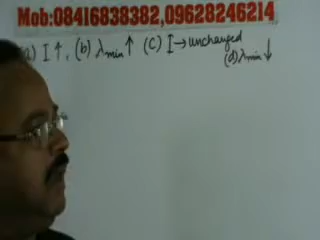 Mob:08416838382,09628246214
(a) I ↑, (b) λmin ↑ (c) I → unchanged
(d) λmin ↓